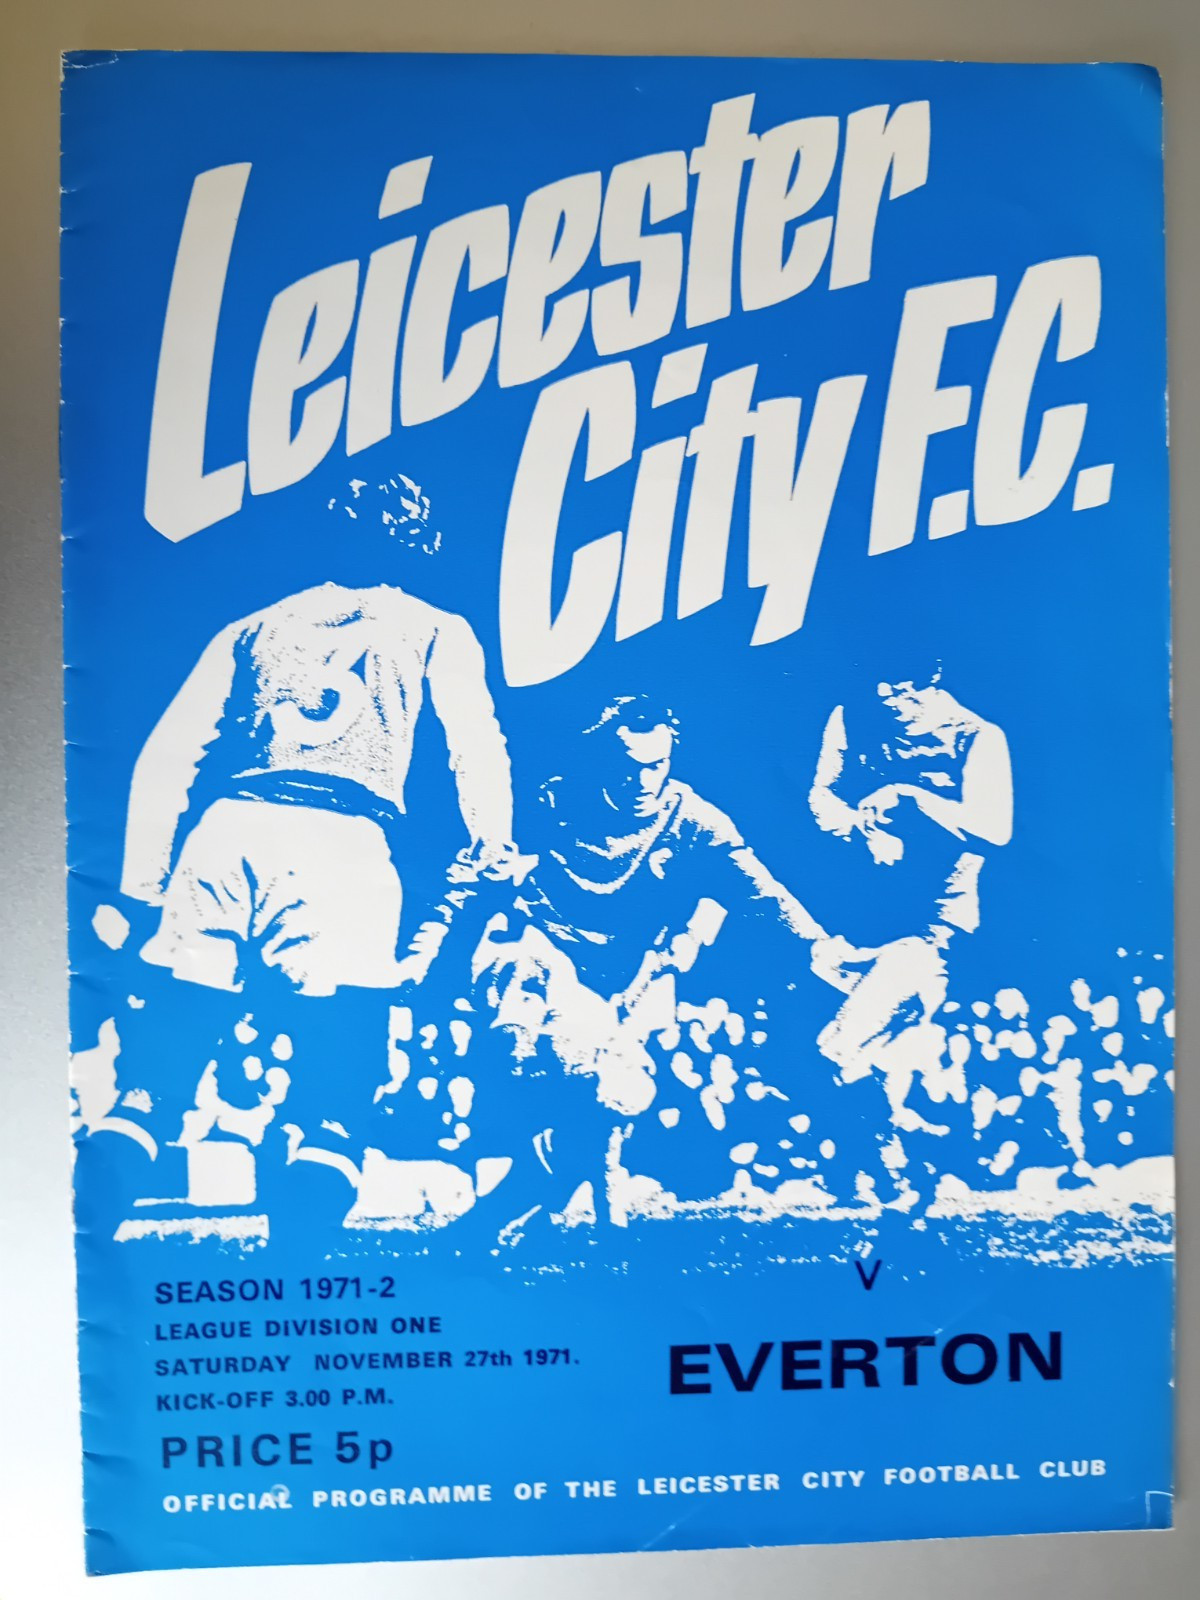 Leicester
City F.C.
3
SEASON 1971-2
LEAGUE DIVISION ONE
SATURDAY NOVEMBER 27th 1971.
KICK-OFF 3.00 P.M.
PRICE 5p
V
EVERTON
OFFICIAL PROGRAMME OF THE LEICESTER CITY FOOTBALL CLUB